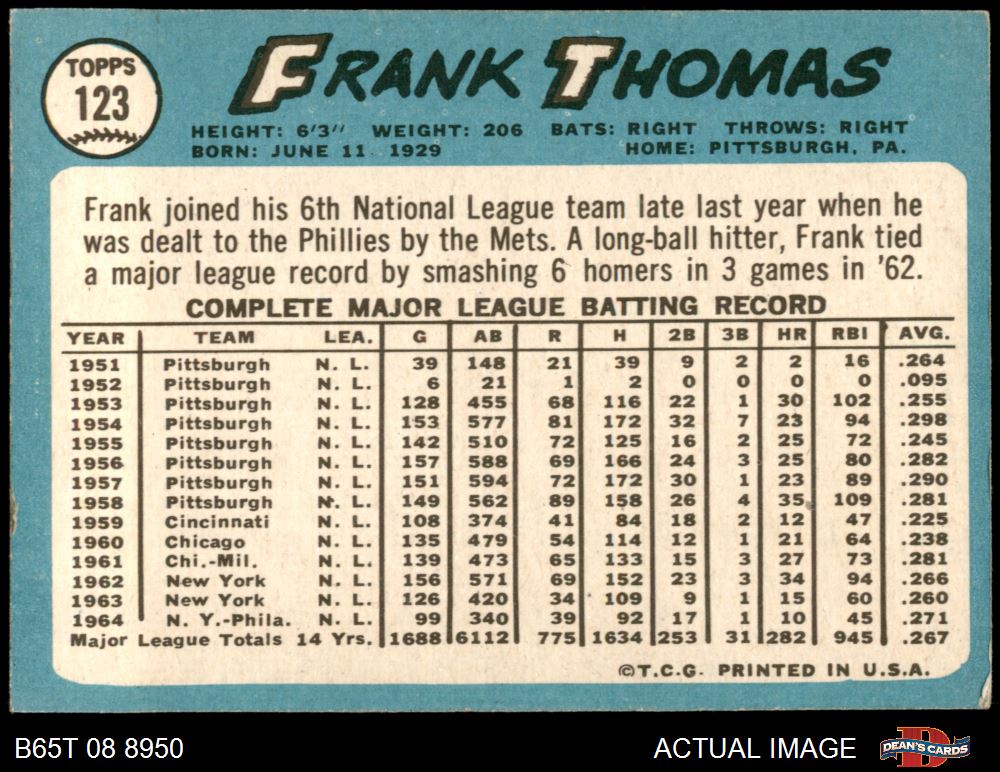 TOPPS
123
FRANK THOMAS
HEIGHT: 6'3" WEIGHT: 206 BATS: RIGHT THROWS: RIGHT
BORN: JUNE 11 1929 HOME: PITTSBURGH, PA.
Frank joined his 6th National League team late last year when he
was dealt to the Phillies by the Mets. A long-ball hitter, Frank tied
a major league record by smashing 6 homers in 3 games in '62.
COMPLETE MAJOR LEAGUE BATTING RECORD
YEAR TEAM LEA. G AB R H 2B 3B HR RBI AVG.
1951 Pittsburgh N. L. 39 148 21 39 9 2 2 16 .264
1952 Pittsburgh N. L. 6 21 1 2 0 0 0 0 .095
1953 Pittsburgh N. L. 128 455 68 116 22 1 30 102 .255
1954 Pittsburgh N. L. 153 577 81 172 32 7 23 94 .298
1955 Pittsburgh N. L. 142 510 72 125 16 2 25 72 .245
1956 Pittsburgh N. L. 157 588 69 166 24 3 25 80 .282
1957 Pittsburgh N. L. 151 594 72 172 30 1 23 89 .290
1958 Pittsburgh N. L. 149 562 89 158 26 4 35 109 .281
1959 Cincinnati N. L. 108 374 41 84 18 2 12 47 .225
1960 Chicago N. L. 135 479 54 114 12 1 21 64 .238
1961 Chi.-Mil. N. L. 139 473 65 133 15 3 27 73 .281
1962 New York N. L. 156 571 69 152 23 3 34 94 .266
1963 New York N. L. 126 420 34 109 9 1 15 60 .260
1964 N. Y.-Phila. N. L. 99 340 39 92 17 1 10 45 .271
Major League Totals 14 Yrs. 1688 6112 775 1634 253 31 282 945 .267
©T.C.G. PRINTED IN U.S.A.
B65T 08 8950 ACTUAL IMAGE DEAN'S CARDS